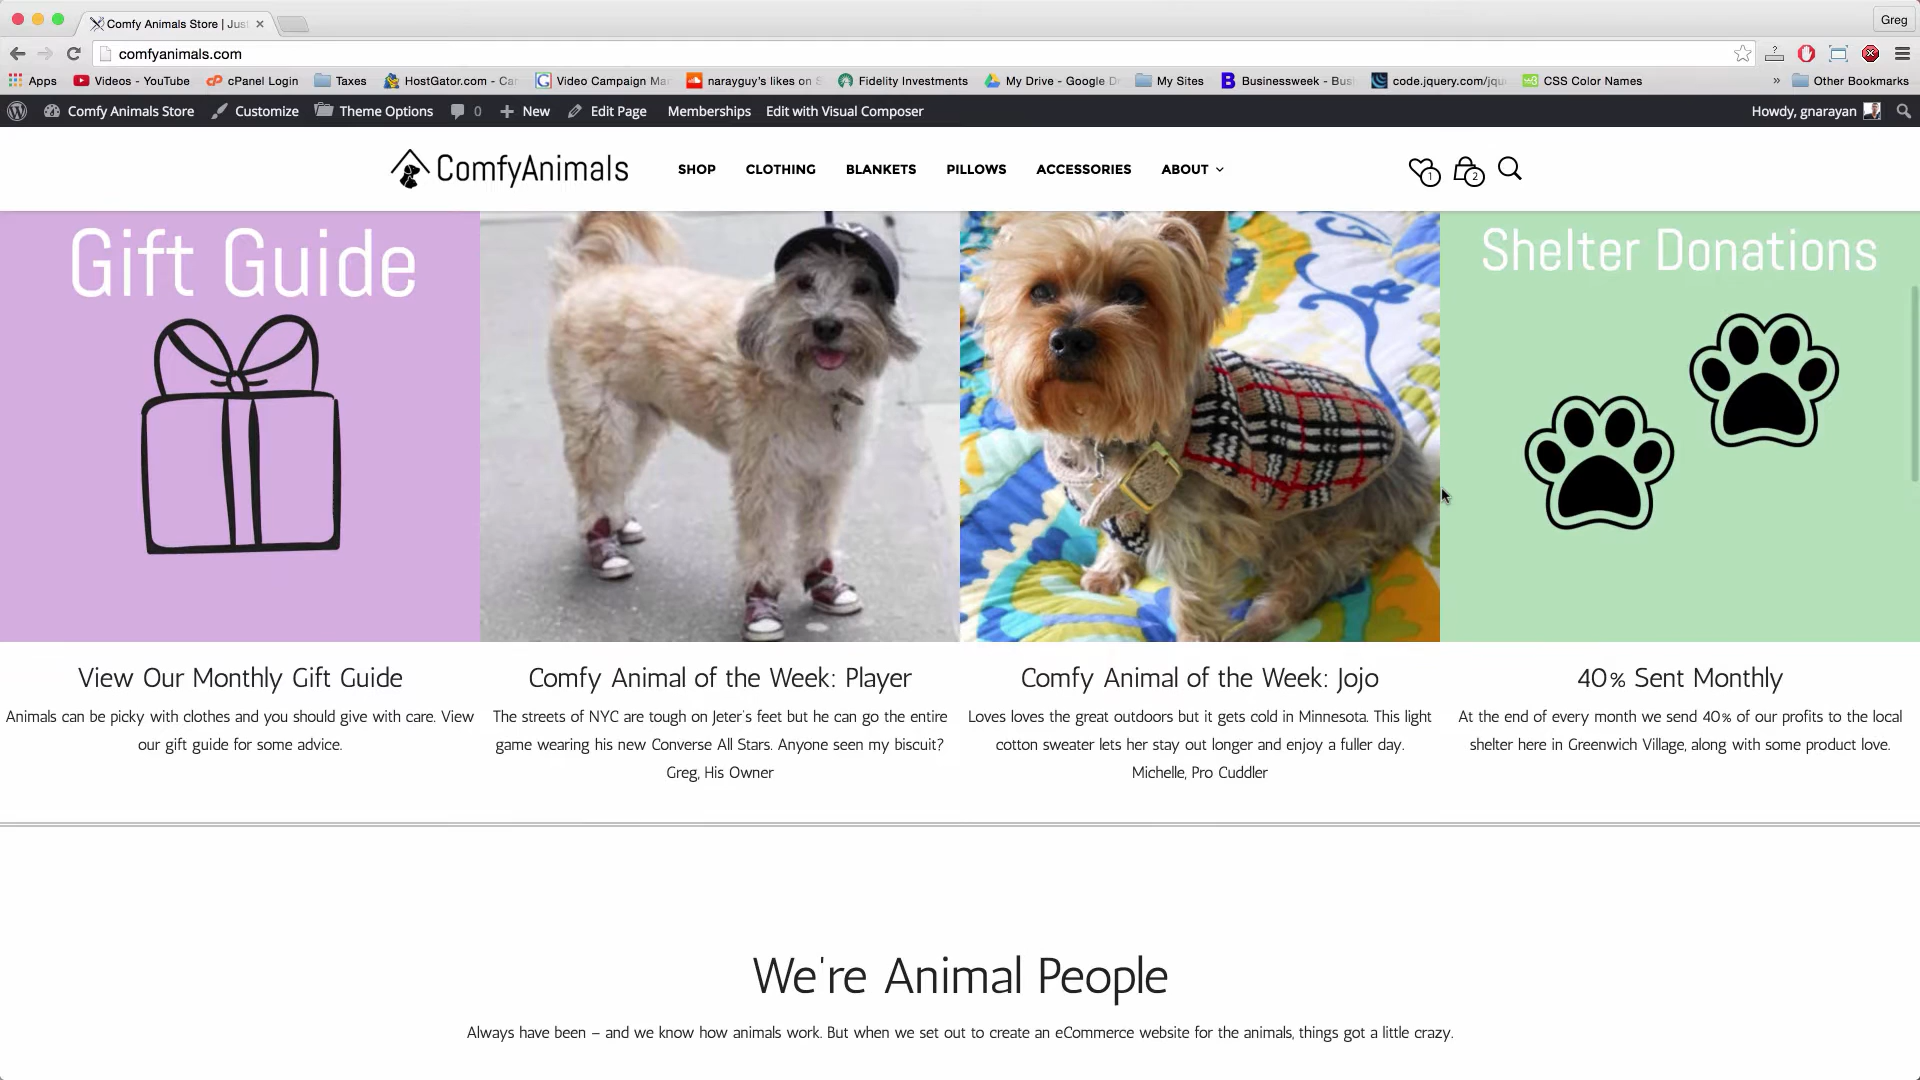 Greg
Comfy Animals Store | Jus
comfyanimals.com
Apps Videos - YouTube cPanel Login Taxes HostGator.com - Ca Video Campaign Ma narayguy's likes on S Fidelity Investments My Drive - Google D My Sites Businessweek - Bus code.jquery.com/jqu CSS Color Names » Other Bookmarks
Comfy Animals Store Customize Theme Options 0 New Edit Page Memberships Edit with Visual Composer Howdy, gnarayan
ComfyAnimals SHOP CLOTHING BLANKETS PILLOWS ACCESSORIES ABOUT 1 2
Gift Guide
Shelter Donations
View Our Monthly Gift Guide
Animals can be picky with clothes and you should give with care. View
our gift guide for some advice.
Comfy Animal of the Week: Player
The streets of NYC are tough on Jeter's feet but he can go the entire
game wearing his new Converse All Stars. Anyone seen my biscuit?
Greg, His Owner
Comfy Animal of the Week: Jojo
Loves loves the great outdoors but it gets cold in Minnesota. This light
cotton sweater lets her stay out longer and enjoy a fuller day.
Michelle, Pro Cuddler
40% Sent Monthly
At the end of every month we send 40% of our profits to the local
shelter here in Greenwich Village, along with some product love.
We're Animal People
Always have been – and we know how animals work. But when we set out to create an eCommerce website for the animals, things got a little crazy.